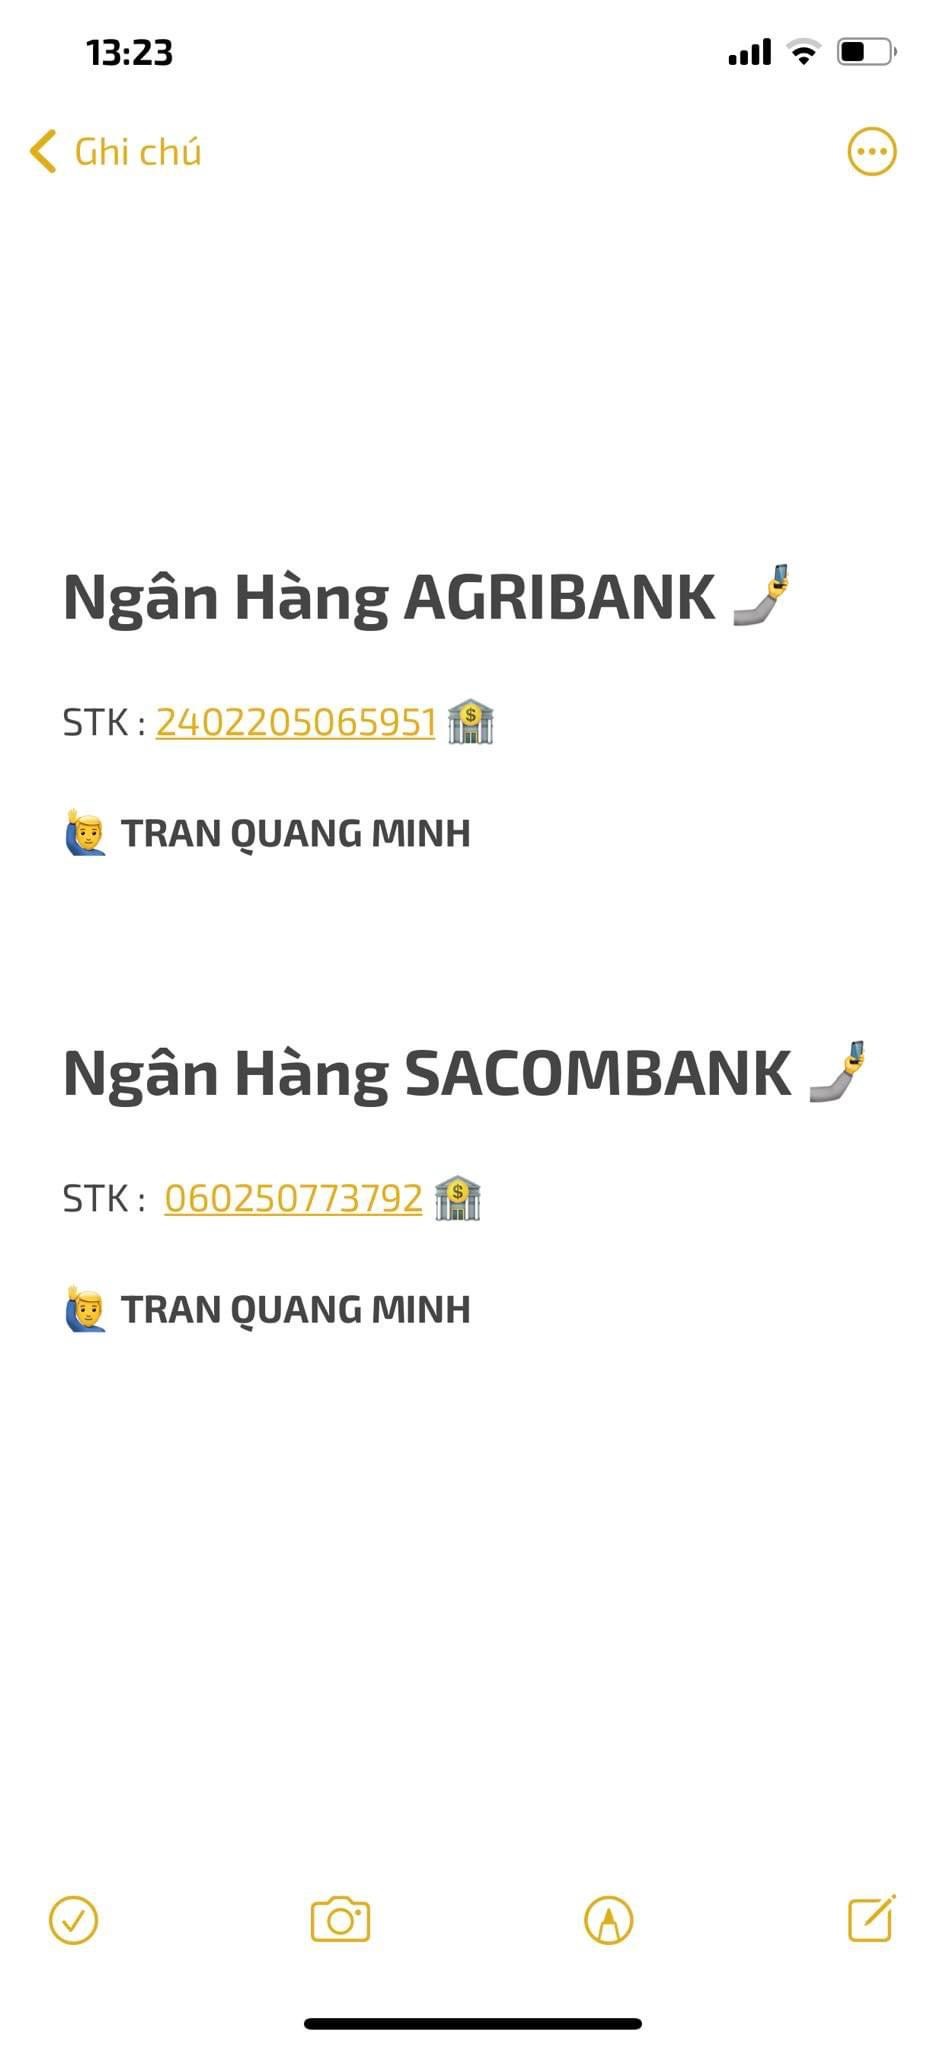 13:23
Ghi chú
Ngân Hàng AGRIBANK
STK : 2402205065951
TRAN QUANG MINH
Ngân Hàng SACOMBANK
STK : 060250773792
TRAN QUANG MINH